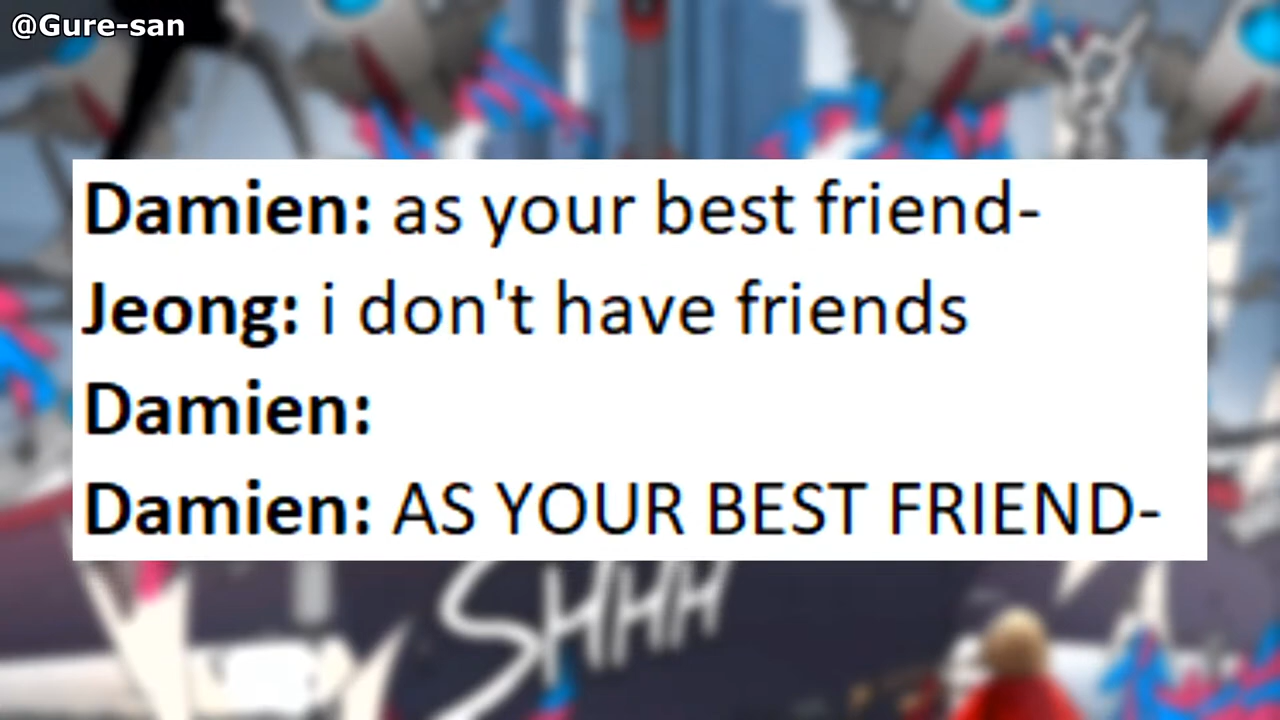 @Gure-san
Damien: as your best friend-
Jeong: i don't have friends
Damien:
Damien: AS YOUR BEST FRIEND-
SHHH